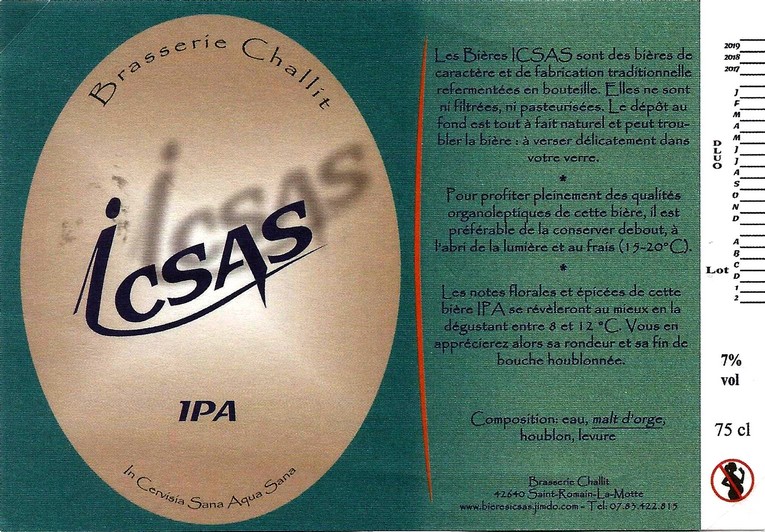 Brasserie Challit
icsas
icsas
IPA
In Cervisia Sana Aqua Sana
Les Bières ICSAS sont des bières de
caractère et de fabrication traditionnelle
refermentées en bouteille. Elles ne sont
ni filtrées, ni pasteurisées. Le dépôt au
fond est tout à fait naturel et peut trou-
bler la bière : à verser délicatement dans
votre verre.
*
Pour profiter pleinement des qualités
organoleptiques de cette bière, il est
préférable de la conserver debout, à
l'abri de la lumière et au frais (15-20°C).
*
Les notes florales et épicées de cette
bière IPA se révèleront au mieux en la
dégustant entre 8 et 12 °C. Vous en
apprécierez alors sa rondeur et sa fin de
bouche houblonnée.
Composition: eau, malt d'orge,
houblon, levure
Brasserie Challit
42640 Saint-Romain-La-Motte
www.bieresicsas.jimdo.com - Tel: 07.83.422.815
DLUO
2019
2018
2017
J
F
M
A
M
J
J
A
S
O
N
D
Lot
A
B
C
D
1
2
7%
vol
75 cl